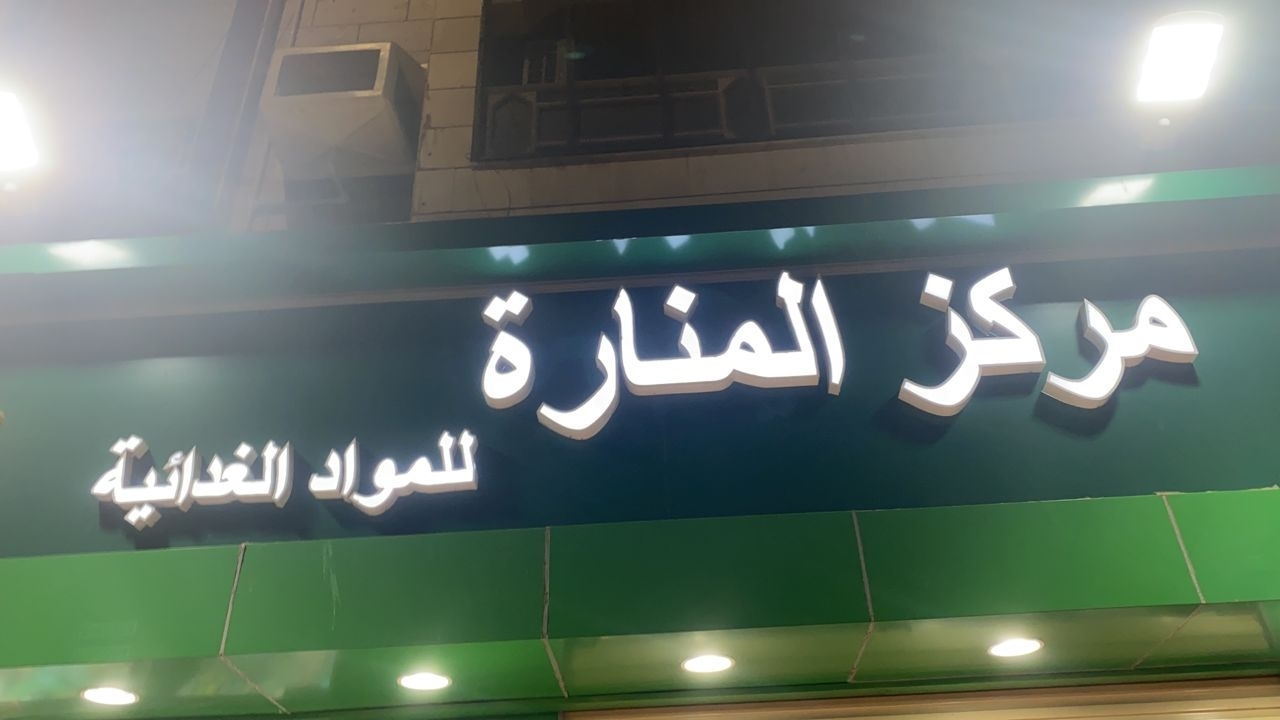 مركز المنارة
للمواد الغذائية